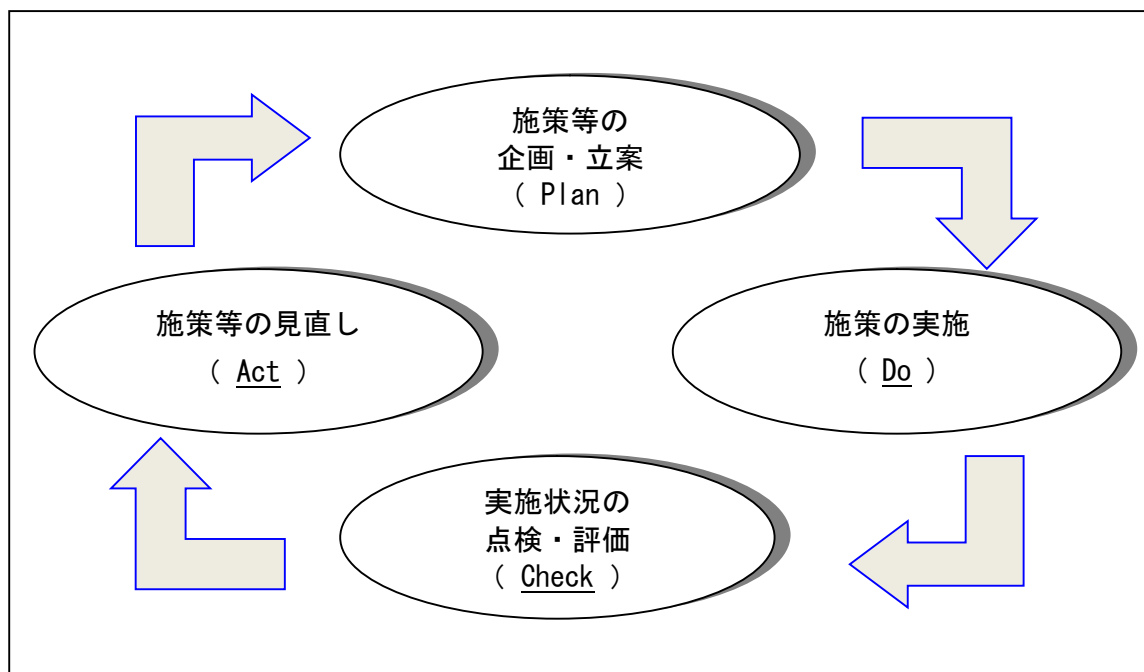 施策等の
企画・立案
（ Plan ）
施策等の見直し
（ Act ）
施策の実施
（ Do ）
実施状況の
点検・評価
（ Check ）